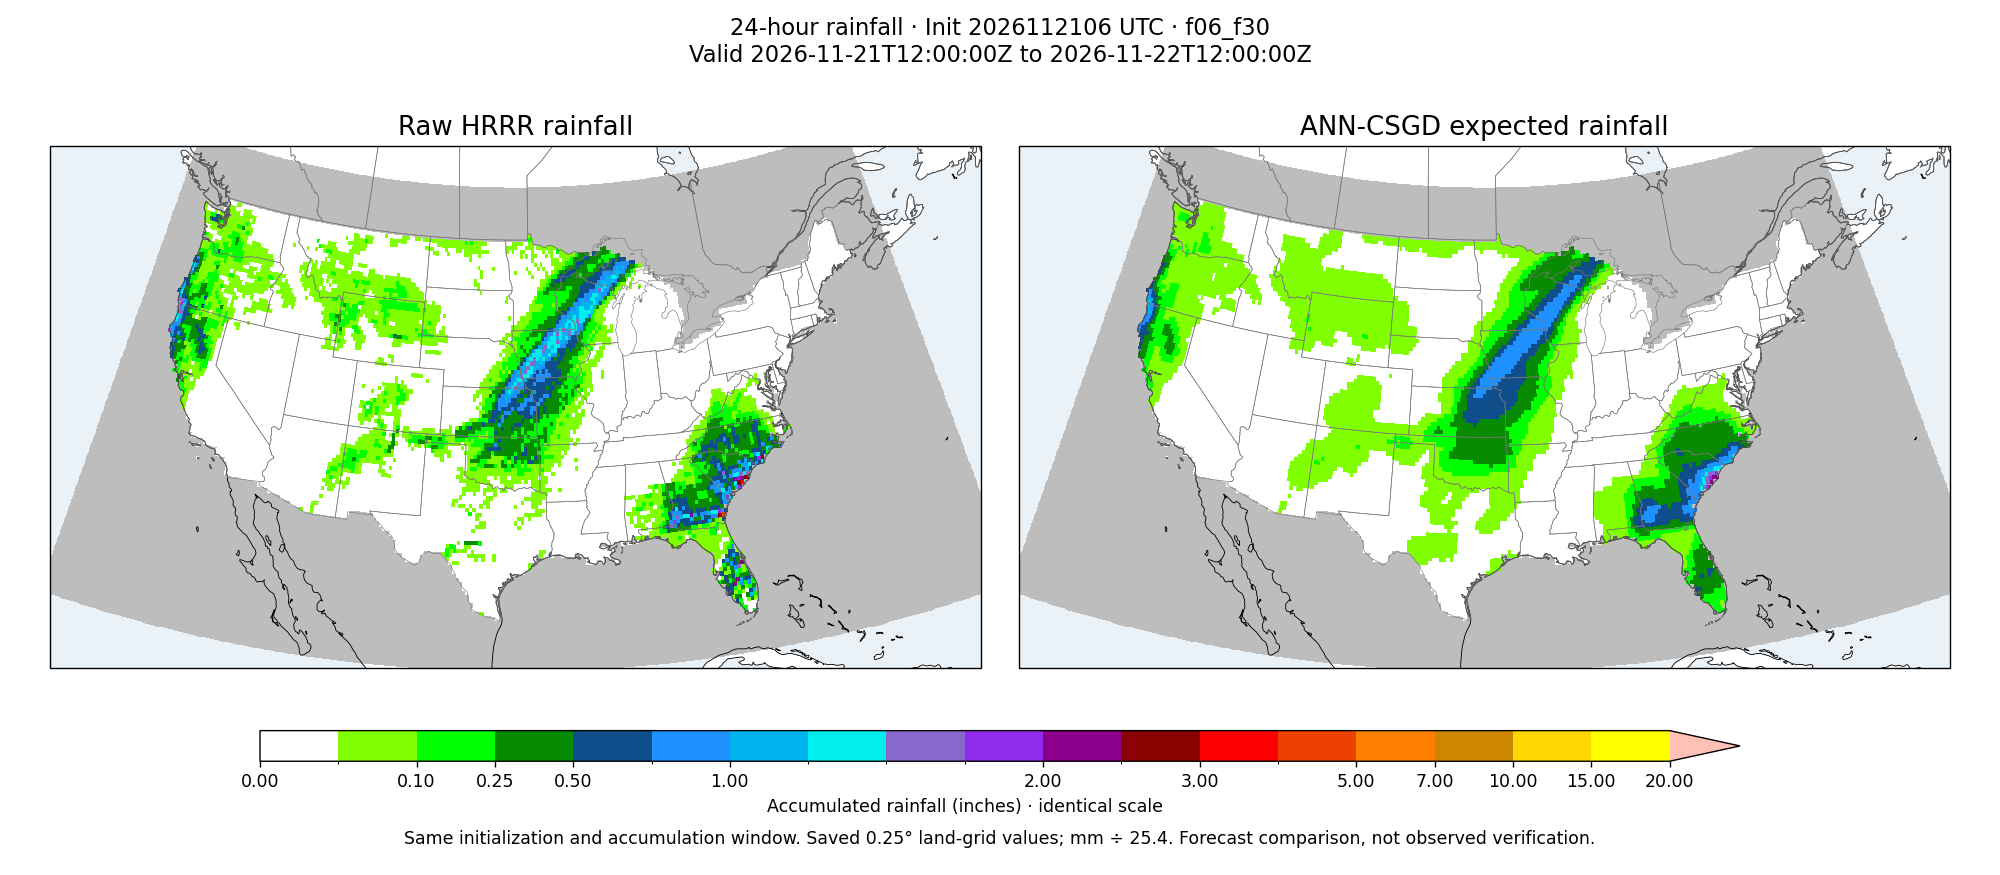 24-hour rainfall · Init 2026112106 UTC · f06_f30
Valid 2026-11-21T12:00:00Z to 2026-11-22T12:00:00Z
Raw HRRR rainfall
ANN-CSGD expected rainfall
0.00 0.10 0.25 0.50 1.00 2.00 3.00 5.00 7.00 10.00 15.00 20.00
Accumulated rainfall (inches) · identical scale
Same initialization and accumulation window. Saved 0.25° land-grid values; mm ÷ 25.4. Forecast comparison, not observed verification.